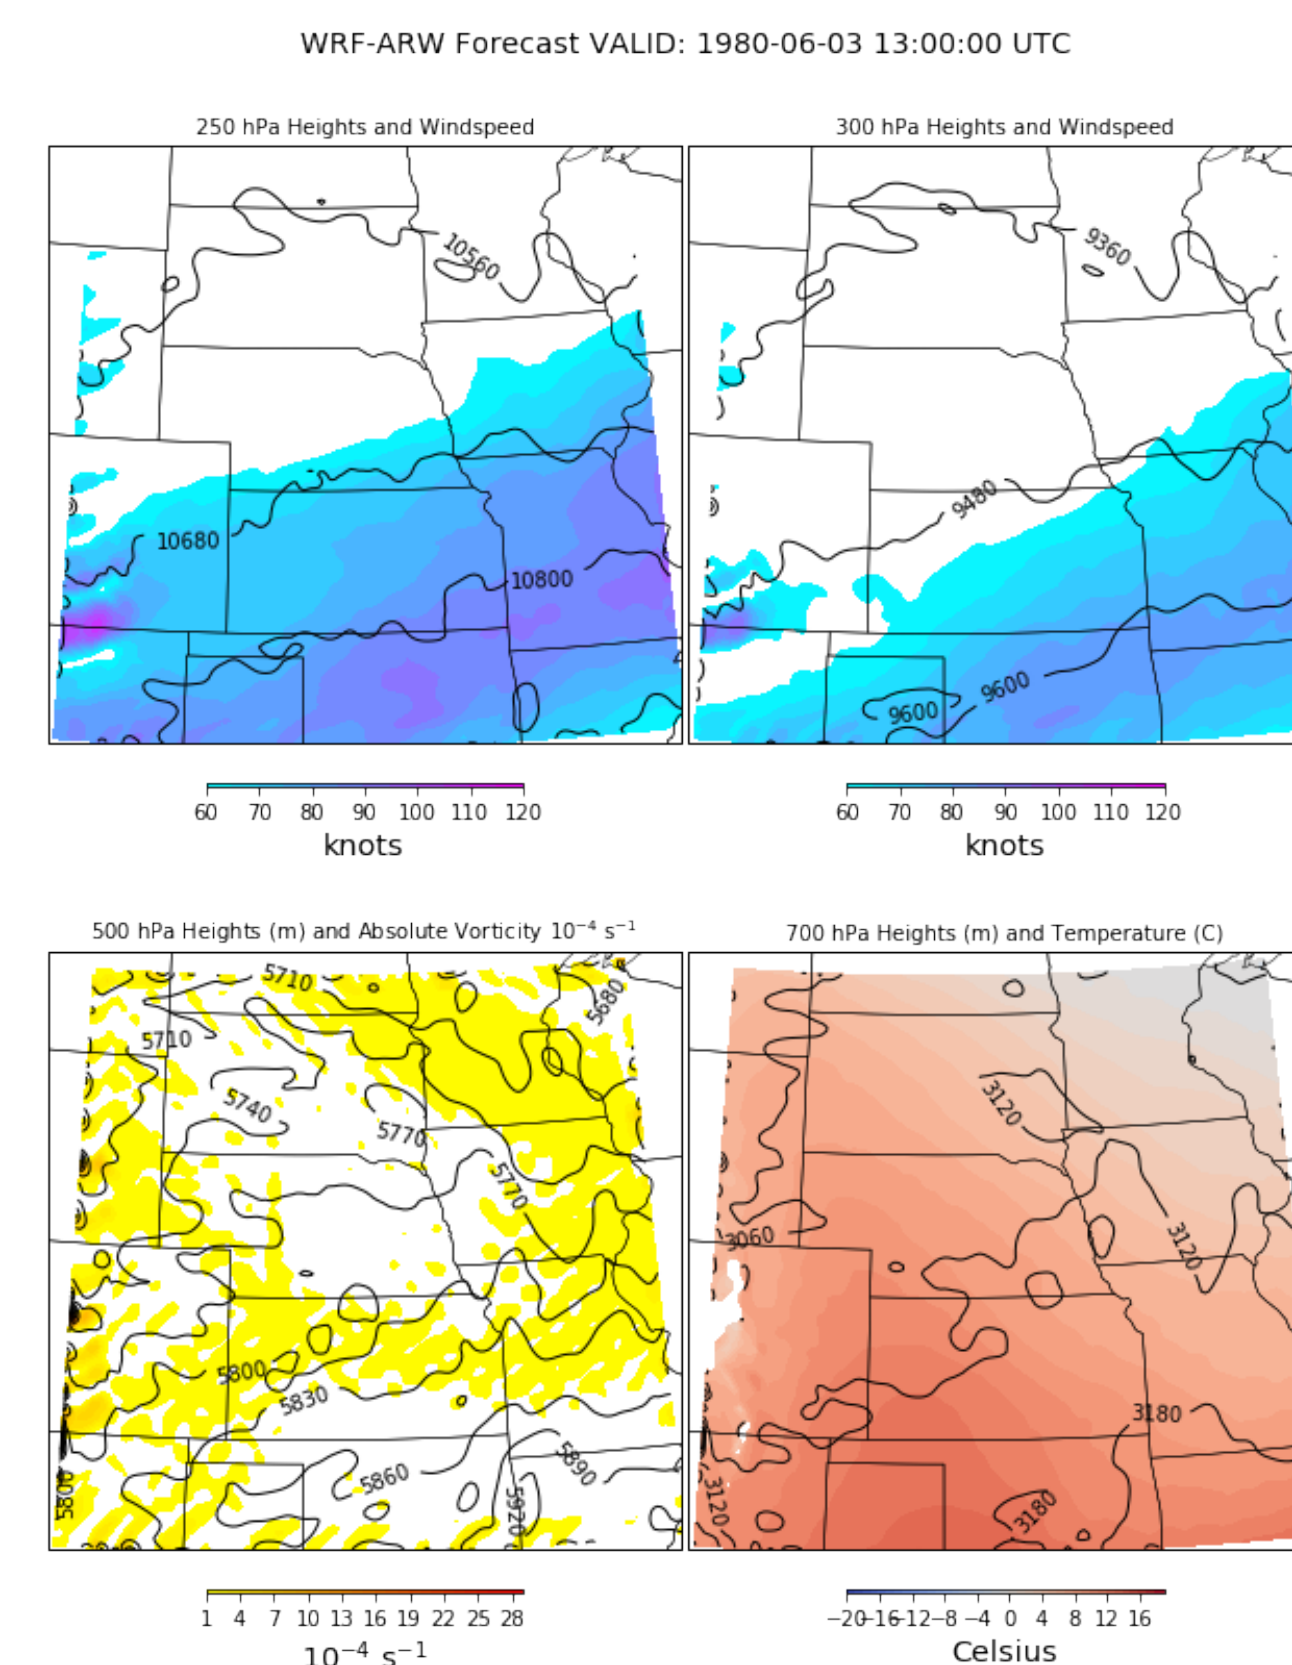 WRF-ARW Forecast VALID: 1980-06-03 13:00:00 UTC
250 hPa Heights and Windspeed
10560
10680
10800
60 70 80 90 100 110 120
knots
300 hPa Heights and Windspeed
9360
9480
9600
9600
60 70 80 90 100 110 120
knots
500 hPa Heights (m) and Absolute Vorticity 10⁻⁴ s⁻¹
5710
5680
5710
5740
5770
5770
5800
5830
5860
5890
5800
5920
1 4 7 10 13 16 19 22 25 28
10⁻⁴ s⁻¹
700 hPa Heights (m) and Temperature (C)
3120
3060
3120
3180
3120
3180
−20 −16 −12 −8 −4 0 4 8 12 16
Celsius